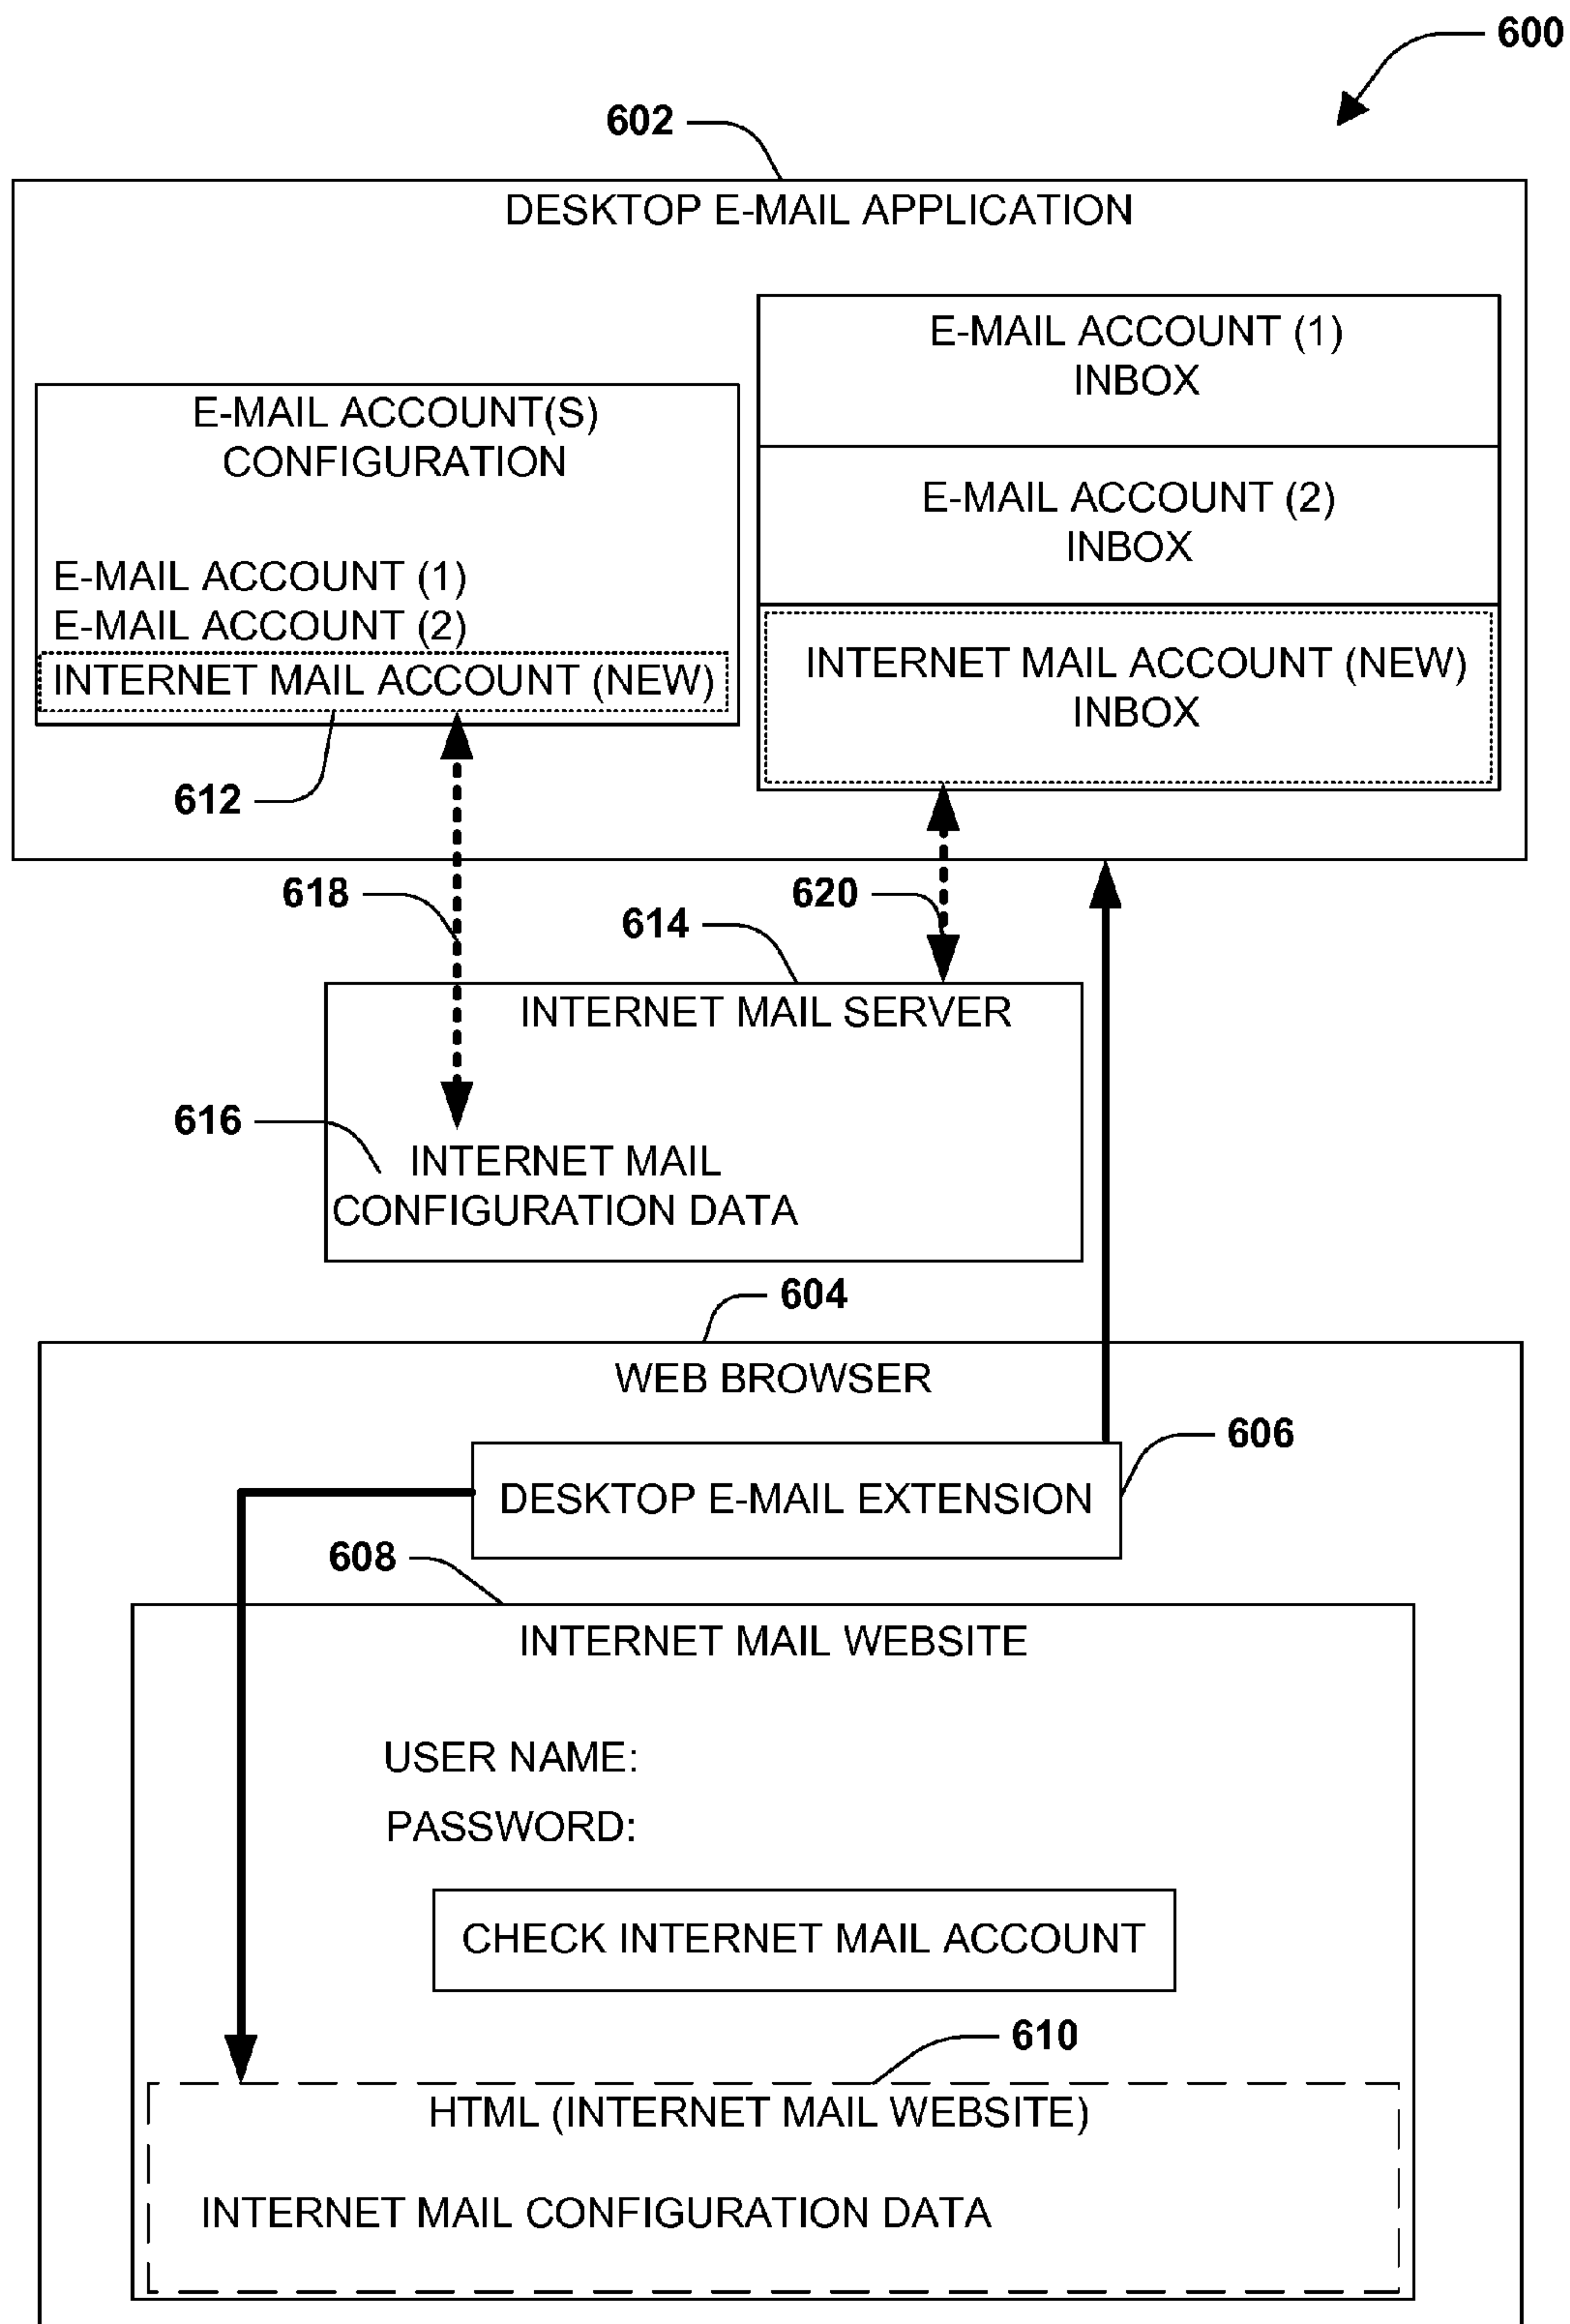 600
602
DESKTOP E-MAIL APPLICATION
E-MAIL ACCOUNT(S)
CONFIGURATION
E-MAIL ACCOUNT (1)
E-MAIL ACCOUNT (2)
INTERNET MAIL ACCOUNT (NEW)
612
E-MAIL ACCOUNT (1)
INBOX
E-MAIL ACCOUNT (2)
INBOX
INTERNET MAIL ACCOUNT (NEW)
INBOX
618
620
614
INTERNET MAIL SERVER
616
INTERNET MAIL
CONFIGURATION DATA
604
WEB BROWSER
606
DESKTOP E-MAIL EXTENSION
608
INTERNET MAIL WEBSITE
USER NAME:
PASSWORD:
CHECK INTERNET MAIL ACCOUNT
610
HTML (INTERNET MAIL WEBSITE)
INTERNET MAIL CONFIGURATION DATA